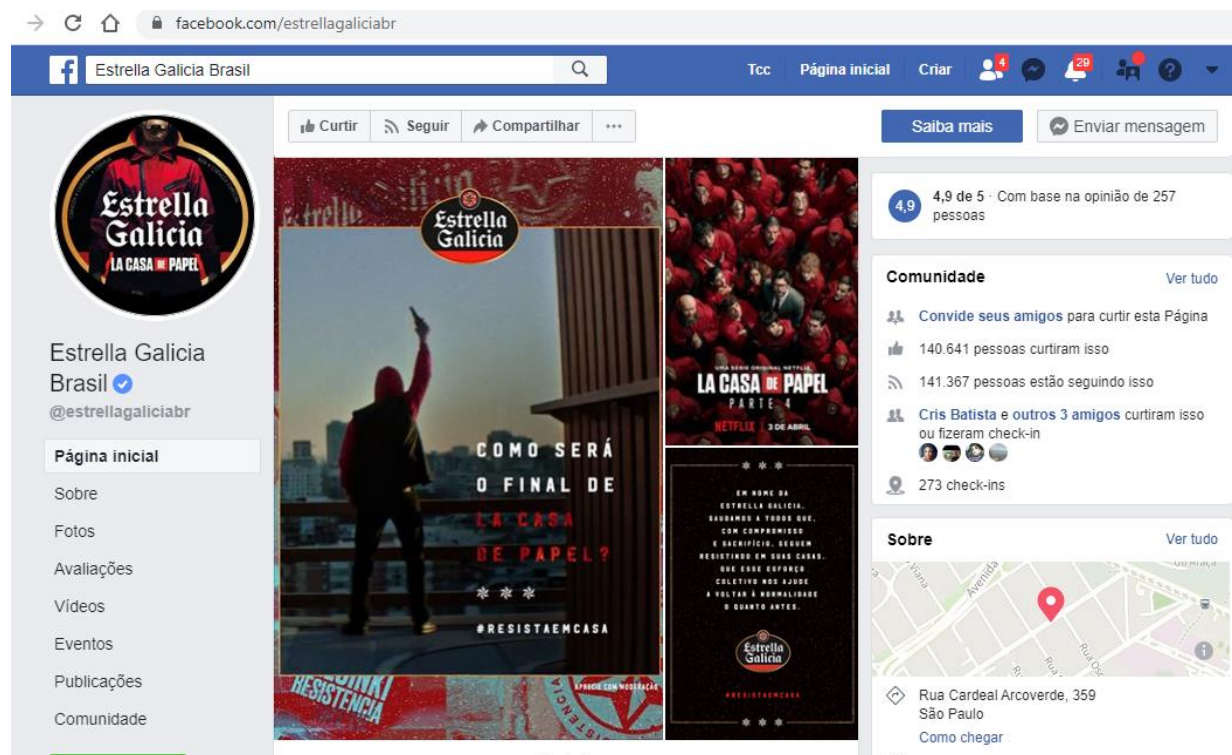 facebook.com/estrellagaliciabr
Estrella Galicia Brasil
Tcc
Página inicial
Criar
4
29
Estrella
Galicia
LA CASA DE PAPEL
Estrella Galicia
Brasil
@estrellagaliciabr
Página inicial
Sobre
Fotos
Avaliações
Vídeos
Eventos
Publicações
Comunidade
Curtir
Seguir
Compartilhar
Saiba mais
Enviar mensagem
Estrella
Galicia
COMO SERÁ
O FINAL DE
LA CASA
DE PAPEL?
* * *
#RESISTAEMCASA
APRECIE COM MODERAÇÃO
RESISTENCIA
UMA SÉRIE ORIGINAL NETFLIX
LA CASA DE PAPEL
PARTE 4
NETFLIX | 3 DE ABRIL
* * *
EM NOME DA
ESTRELLA GALICIA,
SAUDAMOS A TODOS QUE,
COM COMPROMISSO
E SACRIFÍCIO, SEGUEM
RESISTINDO EM SUAS CASAS.
QUE ESSE ESFORÇO
COLETIVO NOS AJUDE
A VOLTAR À NORMALIDADE
O QUANTO ANTES.
Estrella
Galicia
#RESISTAEMCASA
* * *
4,9
4,9 de 5 · Com base na opinião de 257
pessoas
Comunidade
Ver tudo
Convide seus amigos para curtir esta Página
140.641 pessoas curtiram isso
141.367 pessoas estão seguindo isso
Cris Batista e outros 3 amigos curtiram isso
ou fizeram check-in
273 check-ins
Sobre
Ver tudo
Viana
Avenida
Rua Os
Rua Cardeal Arcoverde, 359
São Paulo
Como chegar